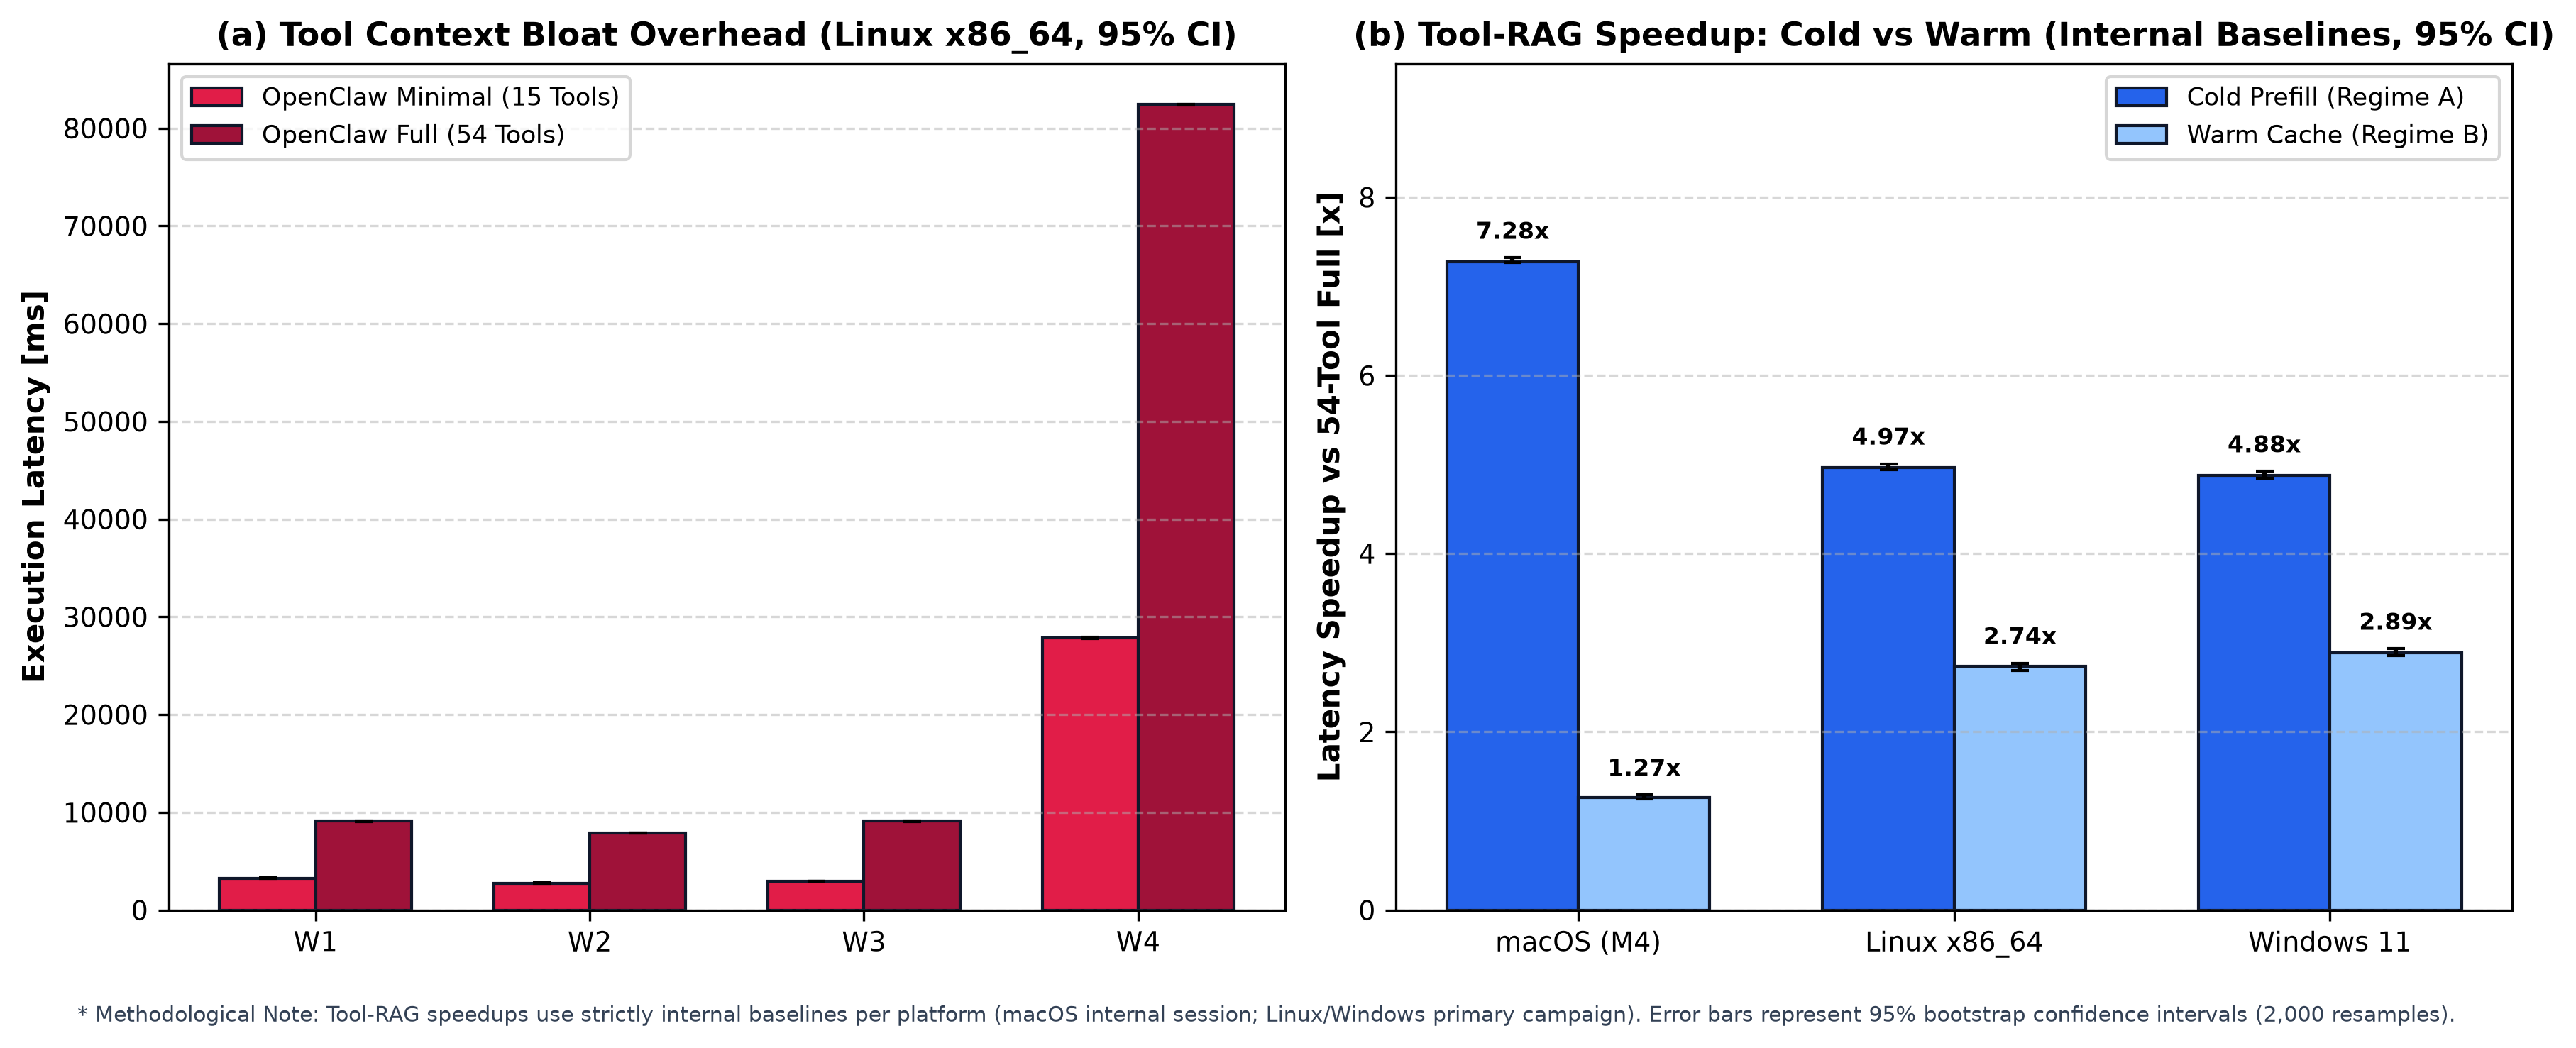 (a) Tool Context Bloat Overhead (Linux x86_64, 95% CI)
OpenClaw Minimal (15 Tools)
OpenClaw Full (54 Tools)
Execution Latency [ms]
80000
70000
60000
50000
40000
30000
20000
10000
0
W1 W2 W3 W4
(b) Tool-RAG Speedup: Cold vs Warm (Internal Baselines, 95% CI)
Cold Prefill (Regime A)
Warm Cache (Regime B)
Latency Speedup vs 54-Tool Full [x]
8
6
4
2
0
7.28x
1.27x
4.97x
2.74x
4.88x
2.89x
macOS (M4) Linux x86_64 Windows 11
* Methodological Note: Tool-RAG speedups use strictly internal baselines per platform (macOS internal session; Linux/Windows primary campaign). Error bars represent 95% bootstrap confidence intervals (2,000 resamples).